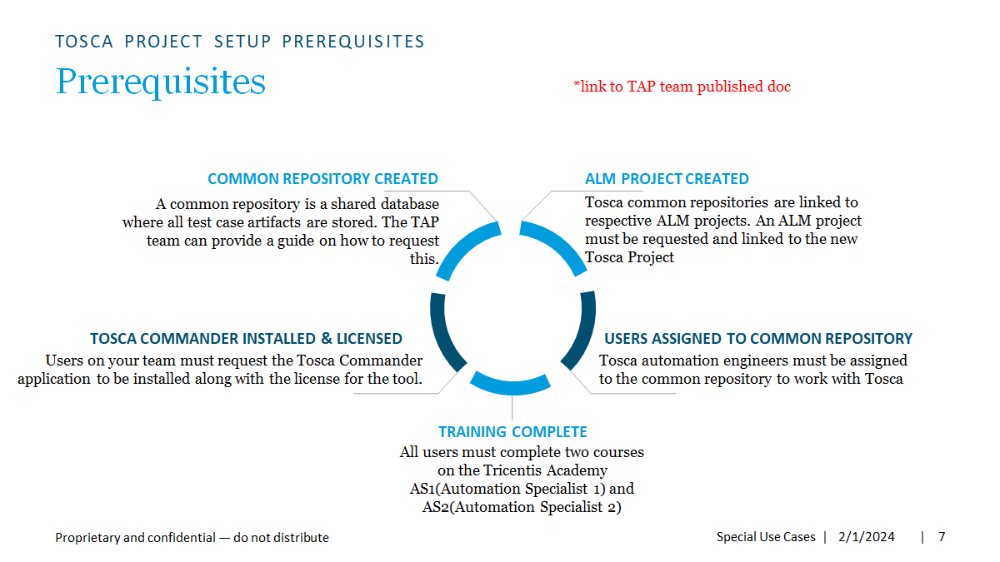 TOSCA PROJECT SETUP PREREQUISITES
Prerequisites
*link to TAP team published doc
COMMON REPOSITORY CREATED
A common repository is a shared database
where all test case artifacts are stored. The TAP
team can provide a guide on how to request
this.
ALM PROJECT CREATED
Tosca common repositories are linked to
respective ALM projects. An ALM project
must be requested and linked to the new
Tosca Project
TOSCA COMMANDER INSTALLED & LICENSED
Users on your team must request the Tosca Commander
application to be installed along with the license for the tool.
USERS ASSIGNED TO COMMON REPOSITORY
Tosca automation engineers must be assigned
to the common repository to work with Tosca
TRAINING COMPLETE
All users must complete two courses
on the Tricentis Academy
AS1(Automation Specialist 1) and
AS2(Automation Specialist 2)
Proprietary and confidential — do not distribute
Special Use Cases | 2/1/2024 | 7